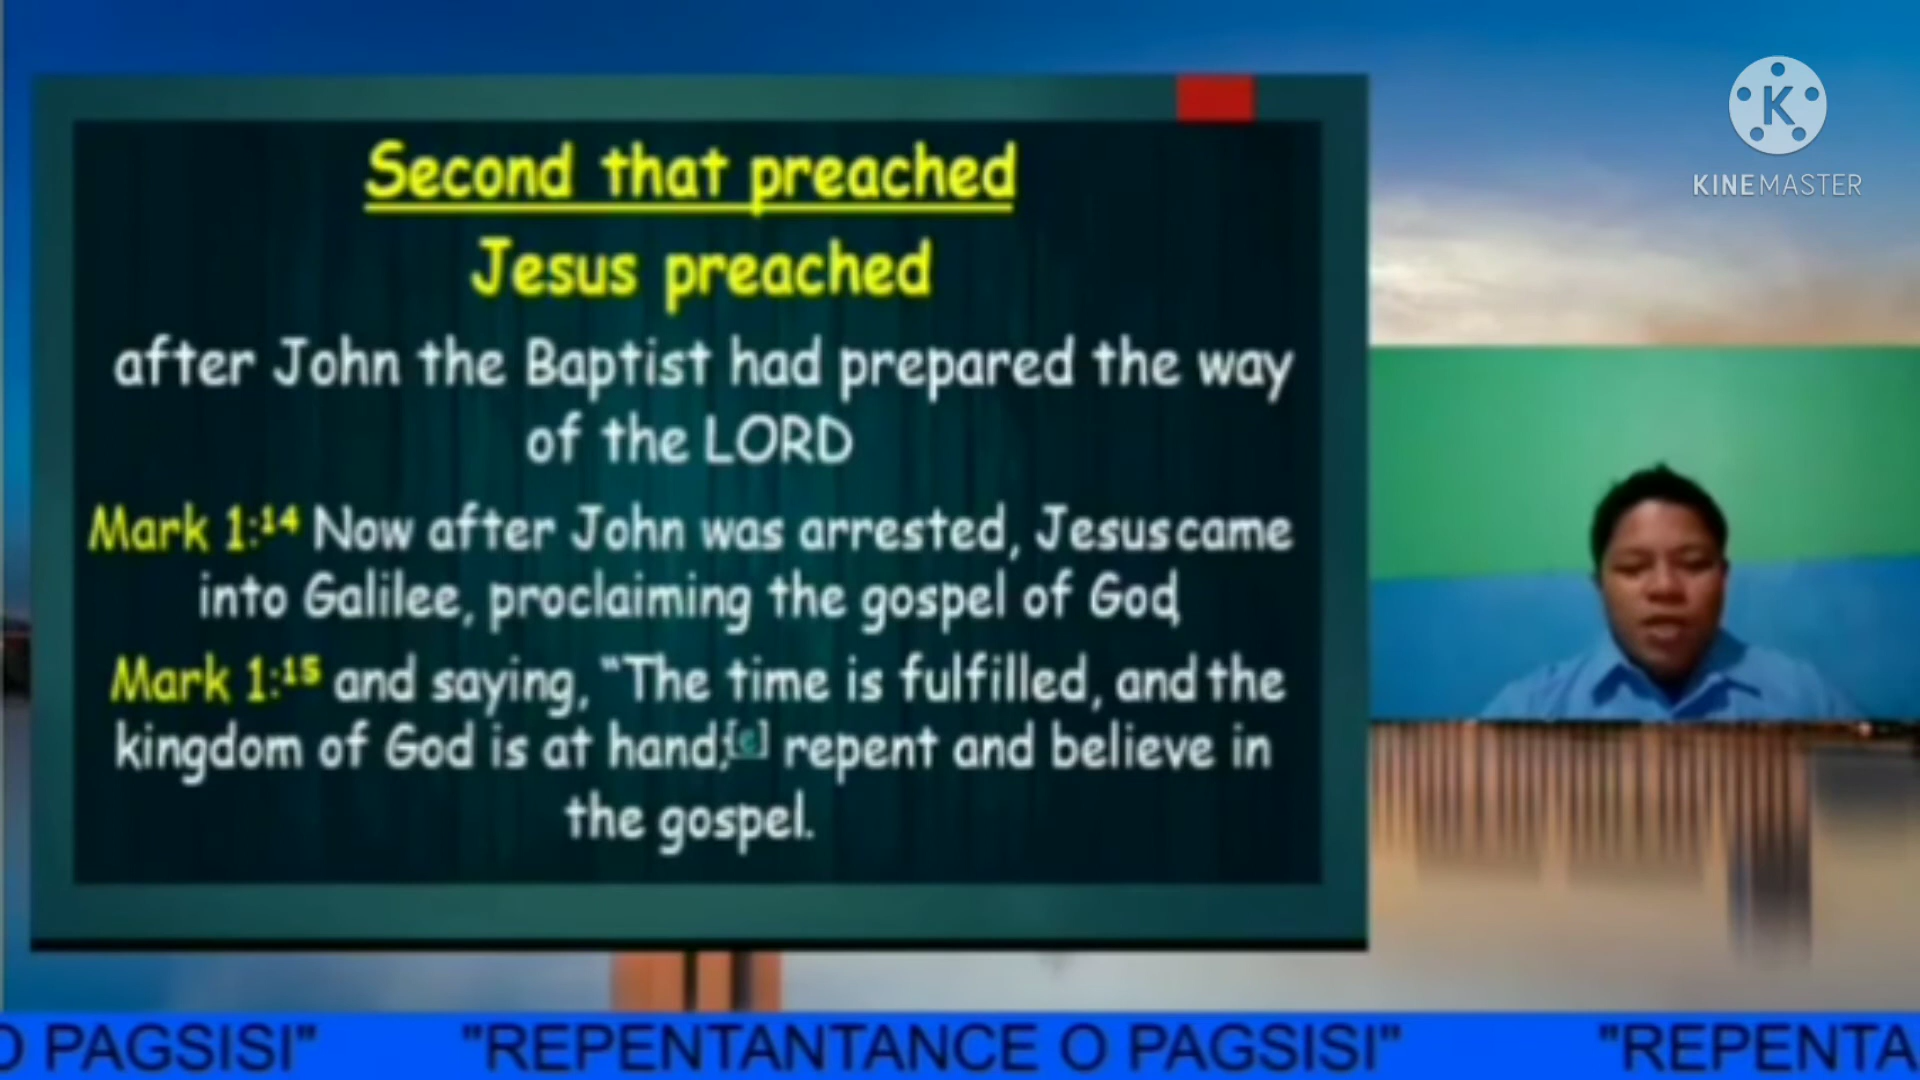 Second that preached
Jesus preached
after John the Baptist had prepared the way
of the LORD
Mark 1:14 Now after John was arrested, Jesus came
into Galilee, proclaiming the gospel of God,
Mark 1:15 and saying, “The time is fulfilled, and the
kingdom of God is at hand;[c] repent and believe in
the gospel.
K
KINEMASTER
O PAGSISI" "REPENTANTANCE O PAGSISI" "REPENTA